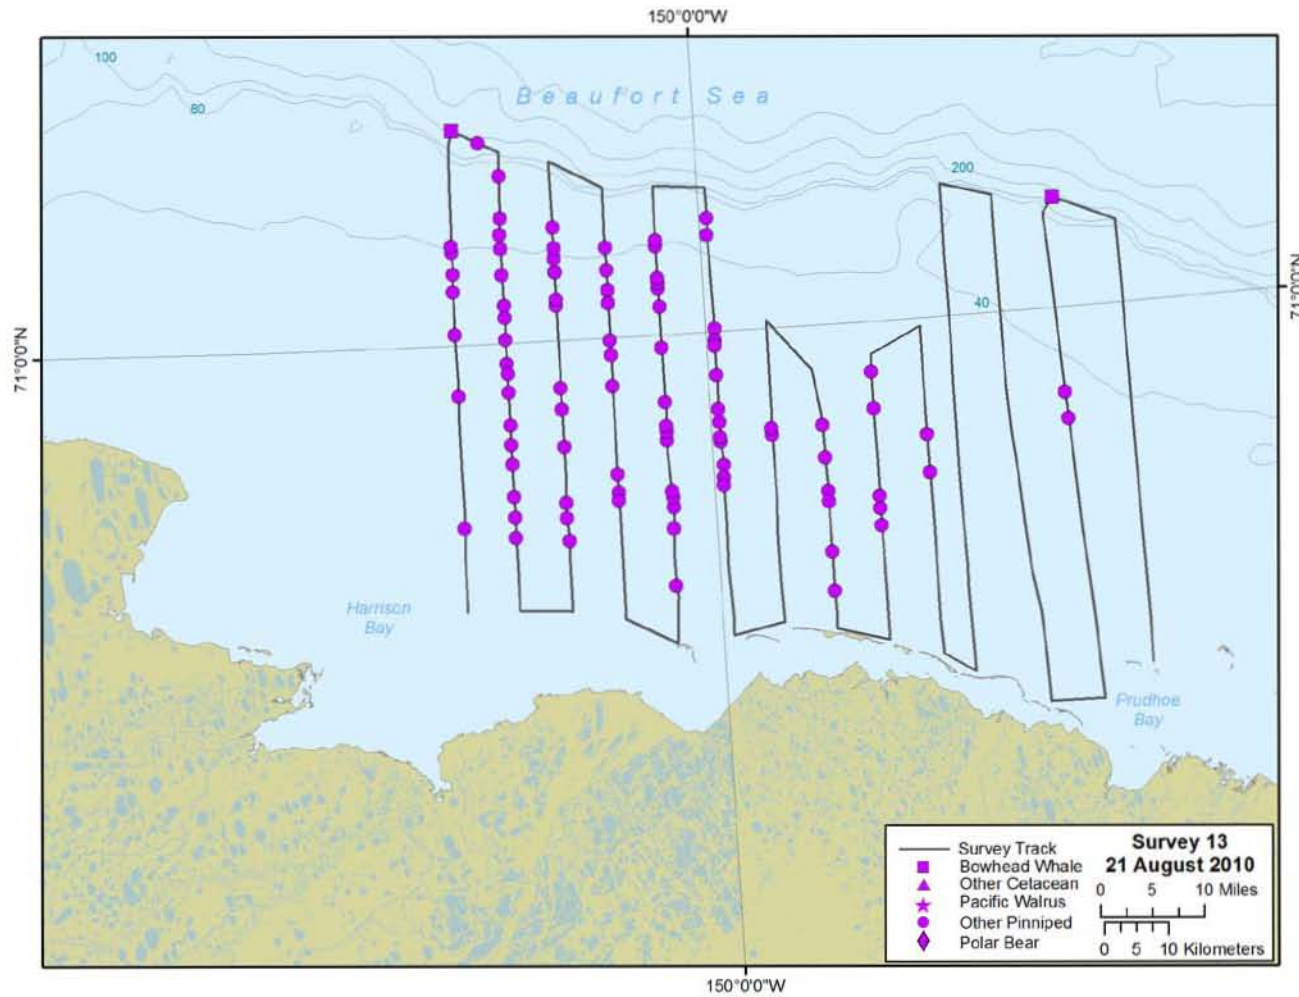 150°0'0"W
100
80
Beaufort Sea
200
71°0'0"N
40
71°0'0"N
Harrison
Bay
Prudhoe
Bay
Survey Track
Bowhead Whale
Other Cetacean
Pacific Walrus
Other Pinniped
Polar Bear
Survey 13
21 August 2010
0 5 10 Miles
0 5 10 Kilometers
150°0'0"W